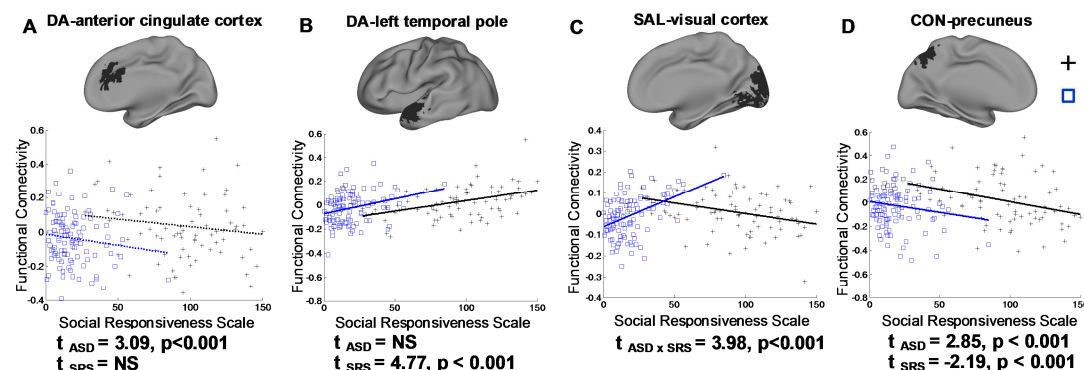 A DA-anterior cingulate cortex
0.6
0.4
0.2
0
-0.2
-0.4
0 50 100 150
Functional Connectivity
Social Responsiveness Scale
t ASD = 3.09, p<0.001
t SRS = NS
B DA-left temporal pole
0.6
0.4
0.2
0
-0.2
-0.4
-0.6
-0.8
0 50 100 150
Functional Connectivity
Social Responsiveness Scale
t ASD = NS
t SRS = 4.77, p < 0.001
C SAL-visual cortex
0.4
0.3
0.2
0.1
0
-0.1
-0.2
-0.3
-0.4
0 50 100 150
Functional Connectivity
Social Responsiveness Scale
t ASD x SRS = 3.98, p<0.001
D CON-precuneus
0.6
0.4
0.2
0
-0.2
-0.4
-0.6
-0.8
0 50 100 150
Functional Connectivity
Social Responsiveness Scale
t ASD = 2.85, p < 0.001
t SRS = -2.19, p < 0.001